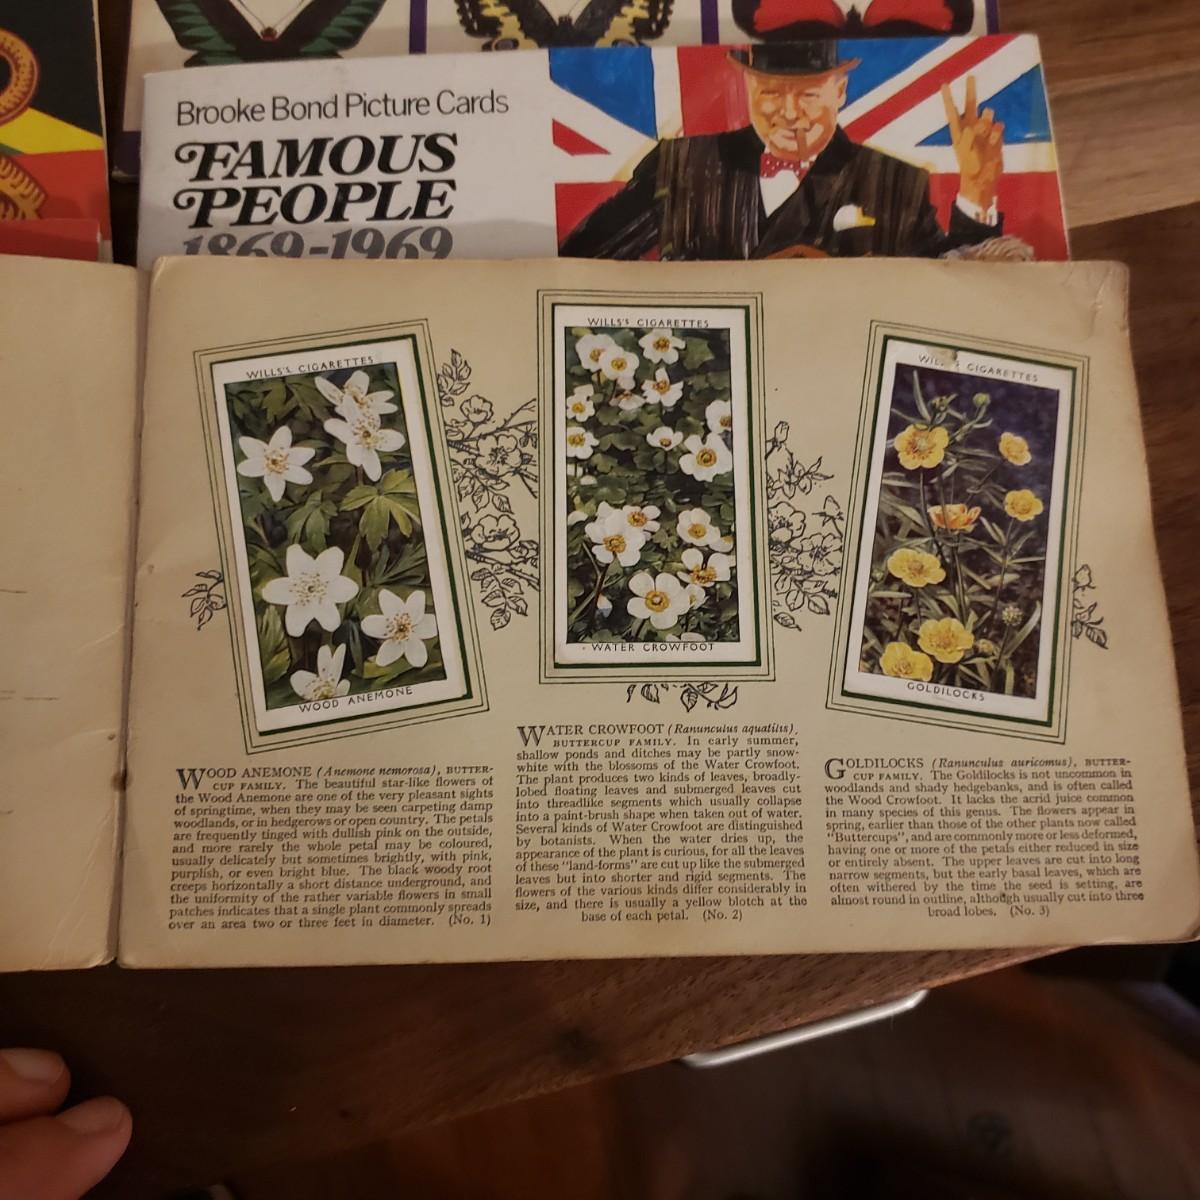 Brooke Bond Picture Cards
FAMOUS
PEOPLE
1869-1969
WILLS'S CIGARETTES
WOOD ANEMONE
WILLS'S CIGARETTES
WATER CROWFOOT
CIGARETTES
GOLDILOCKS
WOOD ANEMONE (Anemone nemorosa), BUTTER-
CUP FAMILY. The beautiful star-like flowers of
the Wood Anemone are one of the very pleasant sights
of springtime, when they may be seen carpeting damp
woodlands, or in hedgerows or open country. The petals
are frequently tinged with dullish pink on the outside,
and more rarely the whole petal may be coloured,
usually delicately but sometimes brightly, with pink,
purplish, or even bright blue. The black woody root
creeps horizontally a short distance underground, and
the uniformity of the rather variable flowers in small
patches indicates that a single plant commonly spreads
over an area two or three feet in diameter. (No. 1)
WATER CROWFOOT (Ranunculus aquatilis),
BUTTERCUP FAMILY. In early summer,
shallow ponds and ditches may be partly snow-
white with the blossoms of the Water Crowfoot.
The plant produces two kinds of leaves, broadly-
lobed floating leaves and submerged leaves cut
into threadlike segments which usually collapse
into a paint-brush shape when taken out of water.
Several kinds of Water Crowfoot are distinguished
by botanists. When the water dries up, the
appearance of the plant is curious, for all the leaves
of these "land-forms" are cut up like the submerged
leaves but into shorter and rigid segments. The
flowers of the various kinds differ considerably in
size, and there is usually a yellow blotch at the
base of each petal. (No. 2)
GOLDILOCKS (Ranunculus auricomus), BUTTER-
CUP FAMILY. The Goldilocks is not uncommon in
woodlands and shady hedgebanks, and is often called
the Wood Crowfoot. It lacks the acrid juice common
in many species of this genus. The flowers appear in
spring, earlier than those of the other plants now called
"Buttercups", and are commonly more or less deformed,
having one or more of the petals either reduced in size
or entirely absent. The upper leaves are cut into long
narrow segments, but the early basal leaves, which are
often withered by the time the seed is setting, are
almost round in outline, although usually cut into three
broad lobes. (No. 3)